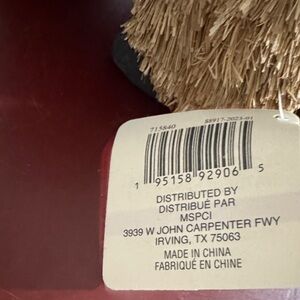 715840 88917-2023-01
1 95158 92906 5
DISTRIBUTED BY
DISTRIBUÉ PAR
MSPCI
3939 W JOHN CARPENTER FWY
IRVING, TX 75063
MADE IN CHINA
FABRIQUÉ EN CHINE